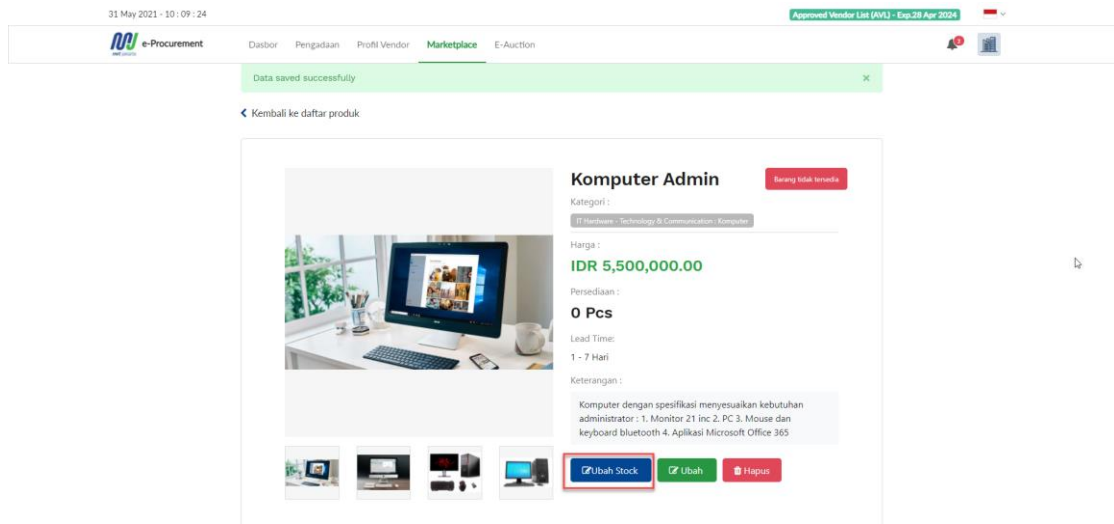 31 May 2021 - 10 : 09 : 24
Approved Vendor List (AVL) - Exp.28 Apr 2024
e-Procurement
Dasbor Pengadaan Profil Vendor Marketplace E-Auction
Data saved successfully ×
Kembali ke daftar produk
Komputer Admin
Barang tidak tersedia
Kategori :
IT Hardware - Technology & Communication : Komputer
Harga :
IDR 5,500,000.00
Persediaan :
0 Pcs
Lead Time:
1 - 7 Hari
Keterangan :
Komputer dengan spesifikasi menyesuaikan kebutuhan
administrator : 1. Monitor 21 inc 2. PC 3. Mouse dan
keyboard bluetooth 4. Aplikasi Microsoft Office 365
Ubah Stock Ubah Hapus